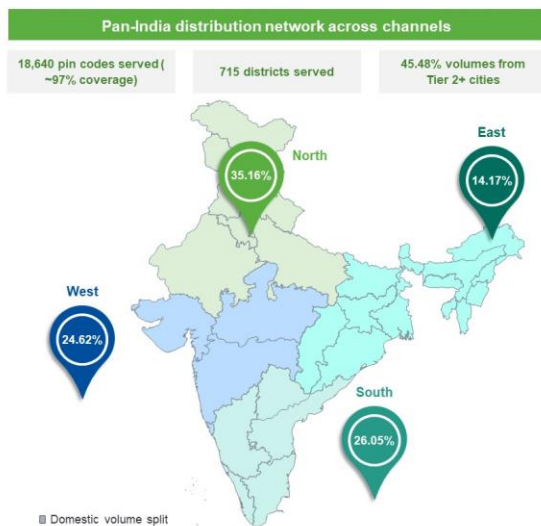 Pan-India distribution network across channels
18,640 pin codes served (
~97% coverage)
715 districts served
45.48% volumes from
Tier 2+ cities
North
35.16%
East
14.17%
West
24.62%
South
26.05%
Domestic volume split